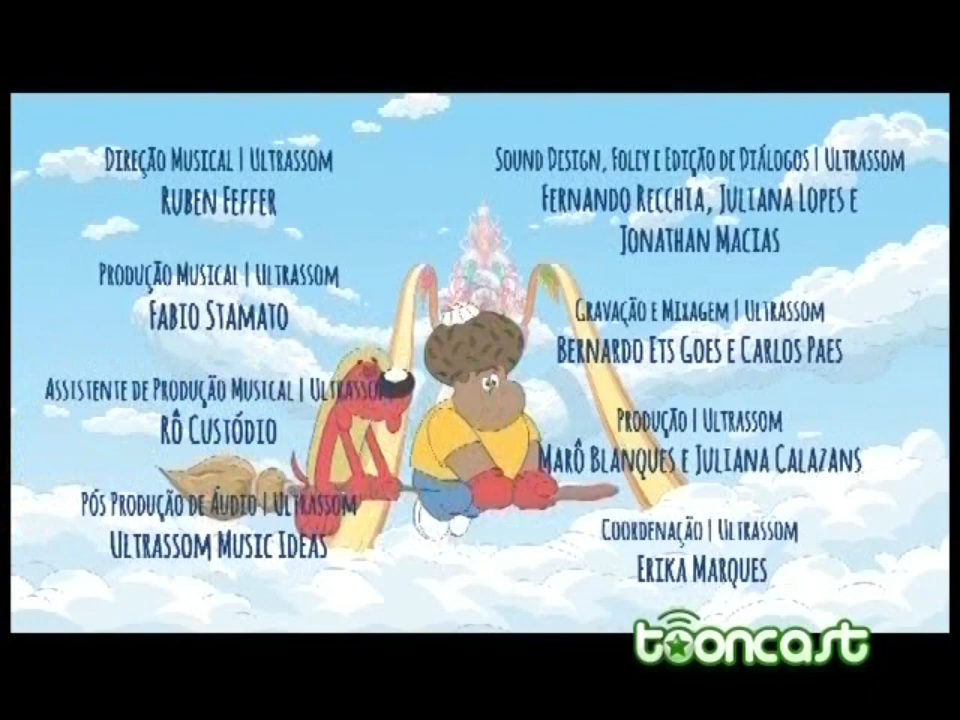 Direção Musical | Ultrassom
Ruben Feffer
Produção Musical | Ultrassom
Fabio Stamato
Assistente de Produção Musical | Ultrassom
Rô Custódio
Pós Produção de Áudio | Ultrassom
Ultrassom Music Ideas
Sound Design, Foley e Edição de Diálogos | Ultrassom
Fernando Recchia, Juliana Lopes e
Jonathan Macias
Gravação e Mixagem | Ultrassom
Bernardo Ets Goes e Carlos Paes
Produção | Ultrassom
Marô Blanques e Juliana Calazans
Coordenação | Ultrassom
Erika Marques
tooncast